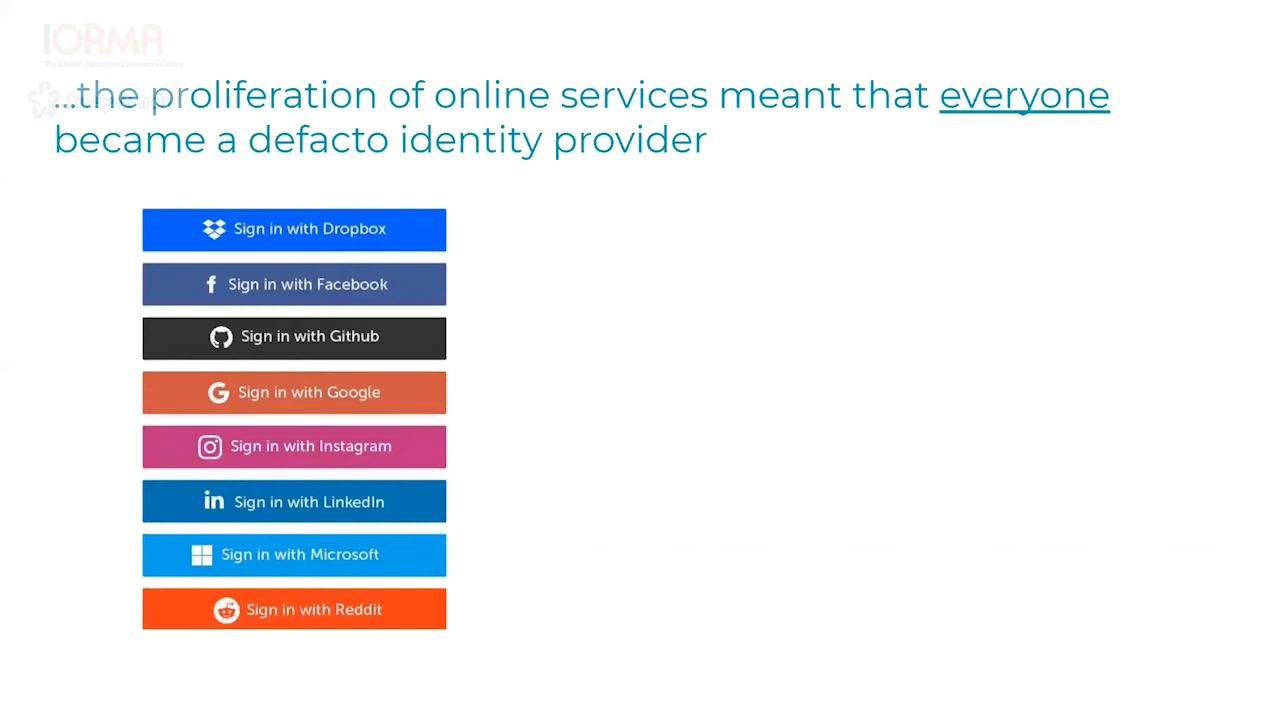 IORMA
...the proliferation of online services meant that everyone
became a defacto identity provider
Sign in with Dropbox
Sign in with Facebook
Sign in with Github
Sign in with Google
Sign in with Instagram
in Sign in with LinkedIn
Sign in with Microsoft
Sign in with Reddit